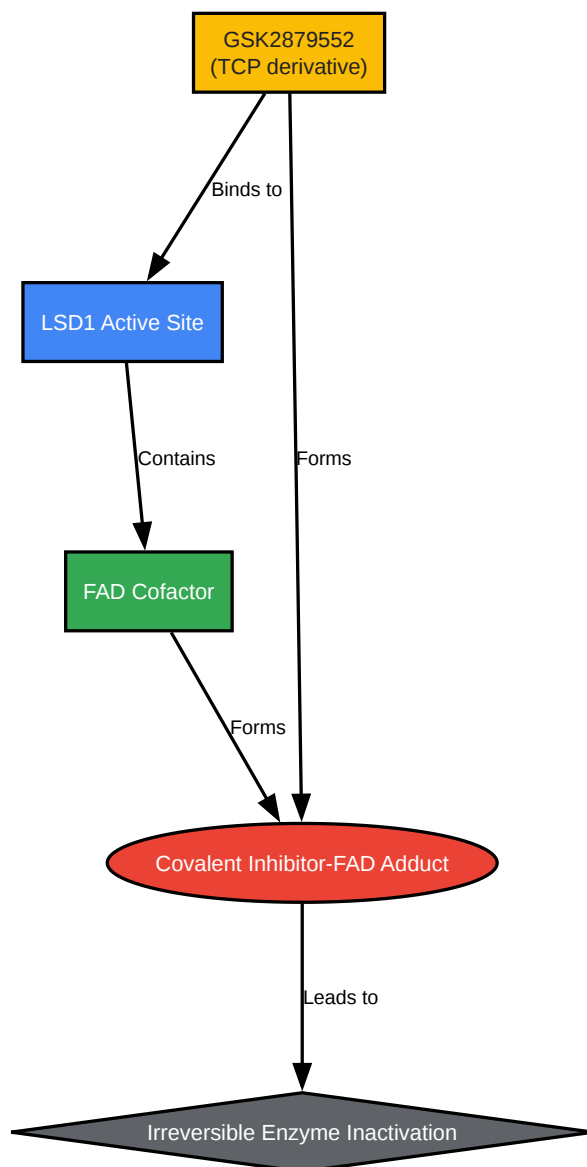 GSK2879552
(TCP derivative)
Binds to
LSD1 Active Site
Contains
Forms
FAD Cofactor
Forms
Covalent Inhibitor-FAD Adduct
Leads to
Irreversible Enzyme Inactivation